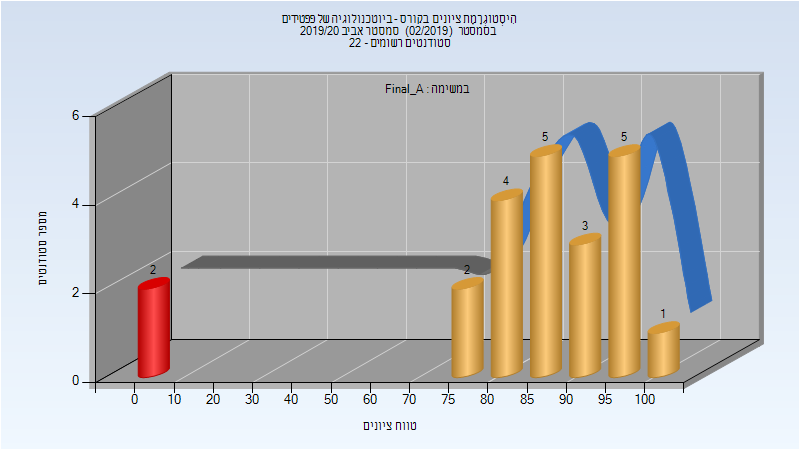 היסטוגרמת ציונים בקורס - ביוטכנולוגיה של פפטידים
בסמסטר (02/2019) סמסטר אביב 2019/20
סטודנטים רשומים - 22
במשימה : Final_A
מספר סטודנטים
6
4
2
0
2
2
4
5
3
5
1
0 10 20 30 40 50 60 70 75 80 85 90 95 100
טווח ציונים